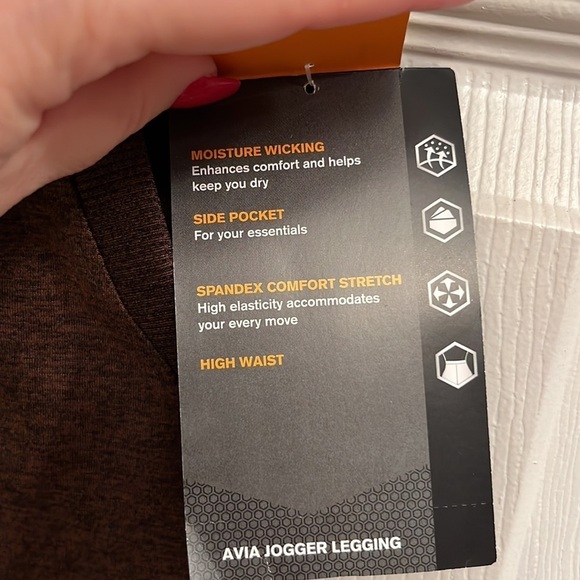 MOISTURE WICKING
Enhances comfort and helps
keep you dry
SIDE POCKET
For your essentials
SPANDEX COMFORT STRETCH
High elasticity accommodates
your every move
HIGH WAIST
AVIA JOGGER LEGGING